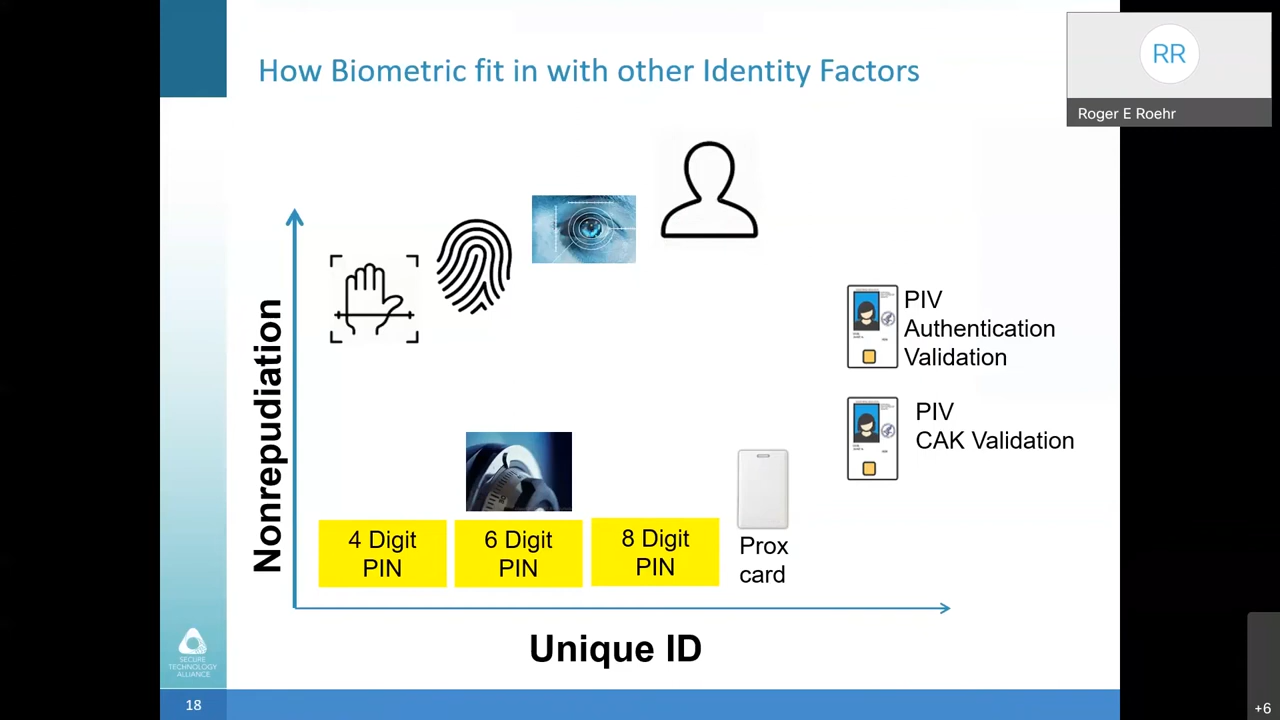 How Biometric fit in with other Identity Factors
RR
Roger E Roehr
Nonrepudiation
PIV
Authentication
Validation
PIV
CAK Validation
4 Digit
PIN
6 Digit
PIN
8 Digit
PIN
Prox
card
Unique ID
SECURE
TECHNOLOGY
ALLIANCE
18
+6